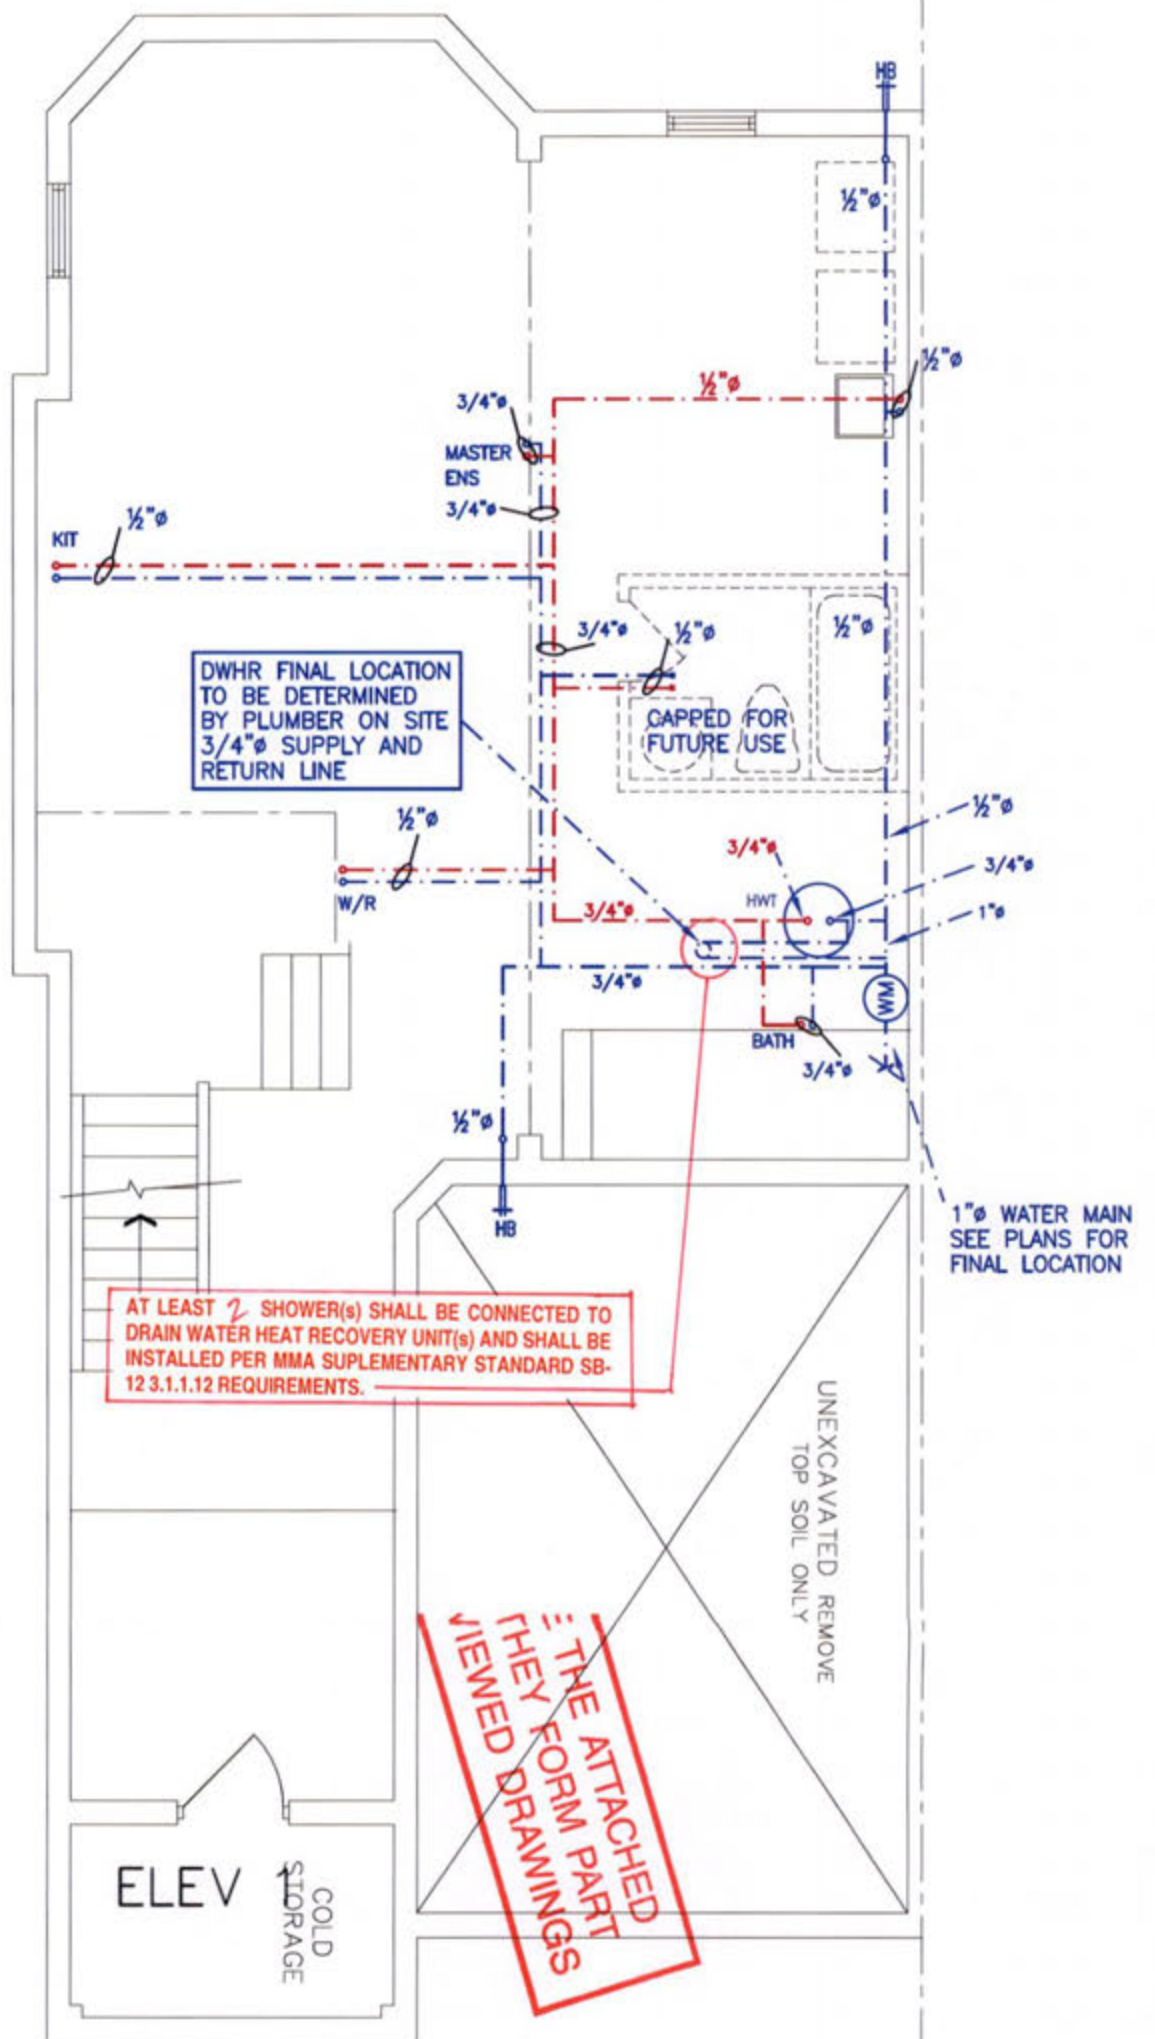 HB
½"ø
½"ø
½"ø
3/4"ø
MASTER
ENS
3/4"ø
½"ø
KIT
3/4"ø
½"ø
½"ø
DWHR FINAL LOCATION
TO BE DETERMINED
BY PLUMBER ON SITE
3/4"ø SUPPLY AND
RETURN LINE
CAPPED FOR
FUTURE USE
½"ø
½"ø
3/4"ø
3/4"ø
HWT
W/R
3/4"ø
1"ø
3/4"ø
WM
BATH
3/4"ø
½"ø
HB
1"ø WATER MAIN
SEE PLANS FOR
FINAL LOCATION
AT LEAST 2 SHOWER(s) SHALL BE CONNECTED TO
DRAIN WATER HEAT RECOVERY UNIT(s) AND SHALL BE
INSTALLED PER MMA SUPLEMENTARY STANDARD SB-
12 3.1.1.12 REQUIREMENTS.
UNEXCAVATED REMOVE
TOP SOIL ONLY
THE ATTACHED
THEY FORM PART
VIEWED DRAWINGS
ELEV 1
COLD
STORAGE